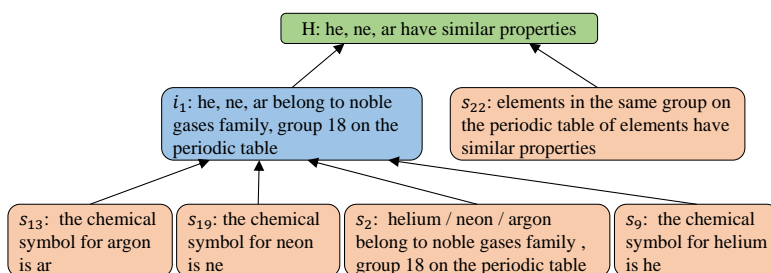 H: he, ne, ar have similar properties
i₁: he, ne, ar belong to noble
gases family, group 18 on the
periodic table
s₂₂: elements in the same group on
the periodic table of elements have
similar properties
s₁₃: the chemical
symbol for argon
is ar
s₁₉: the chemical
symbol for neon
is ne
s₂: helium / neon / argon
belong to noble gases family ,
group 18 on the periodic table
s₉: the chemical
symbol for helium
is he